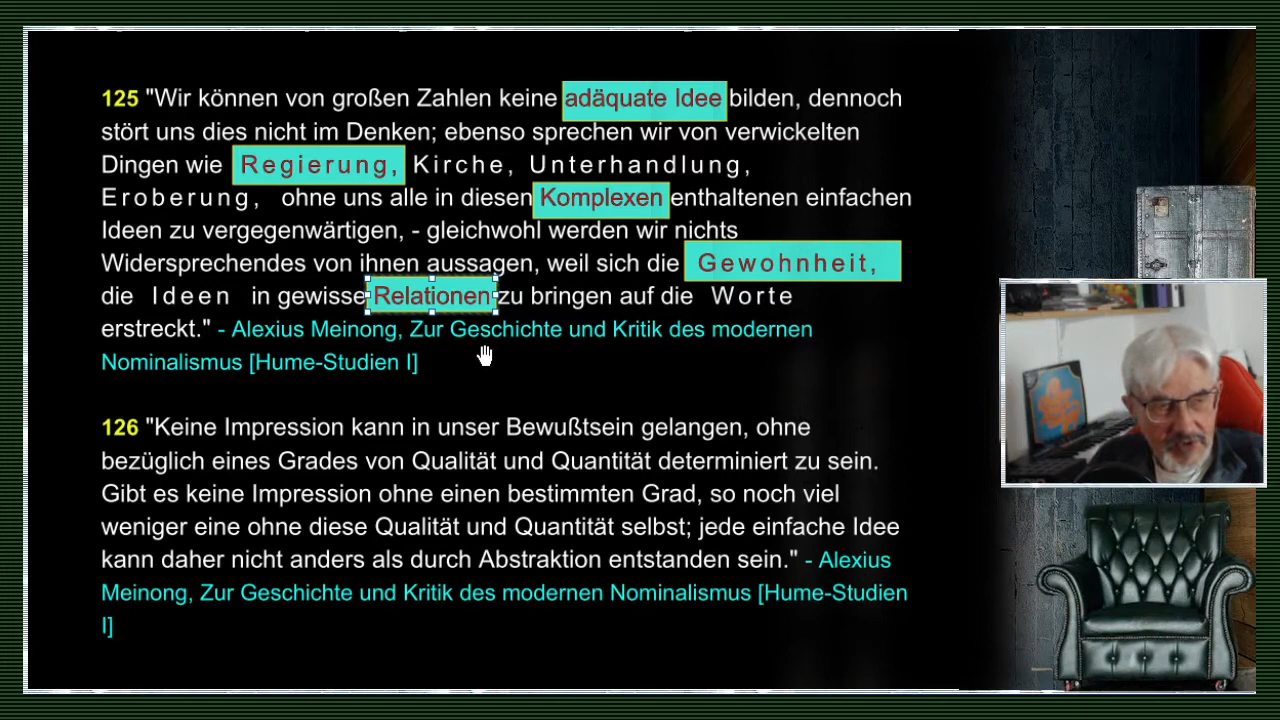 125 "Wir können von großen Zahlen keine adäquate Idee bilden, dennoch
stört uns dies nicht im Denken; ebenso sprechen wir von verwickelten
Dingen wie Regierung, Kirche, Unterhandlung,
Eroberung, ohne uns alle in diesen Komplexen enthaltenen einfachen
Ideen zu vergegenwärtigen, - gleichwohl werden wir nichts
Widersprechendes von ihnen aussagen, weil sich die Gewohnheit,
die Ideen in gewisse Relationen zu bringen auf die Worte
erstreckt." - Alexius Meinong, Zur Geschichte und Kritik des modernen
Nominalismus [Hume-Studien I]
126 "Keine Impression kann in unser Bewußtsein gelangen, ohne
bezüglich eines Grades von Qualität und Quantität determiniert zu sein.
Gibt es keine Impression ohne einen bestimmten Grad, so noch viel
weniger eine ohne diese Qualität und Quantität selbst; jede einfache Idee
kann daher nicht anders als durch Abstraktion entstanden sein." - Alexius
Meinong, Zur Geschichte und Kritik des modernen Nominalismus [Hume-Studien
I]